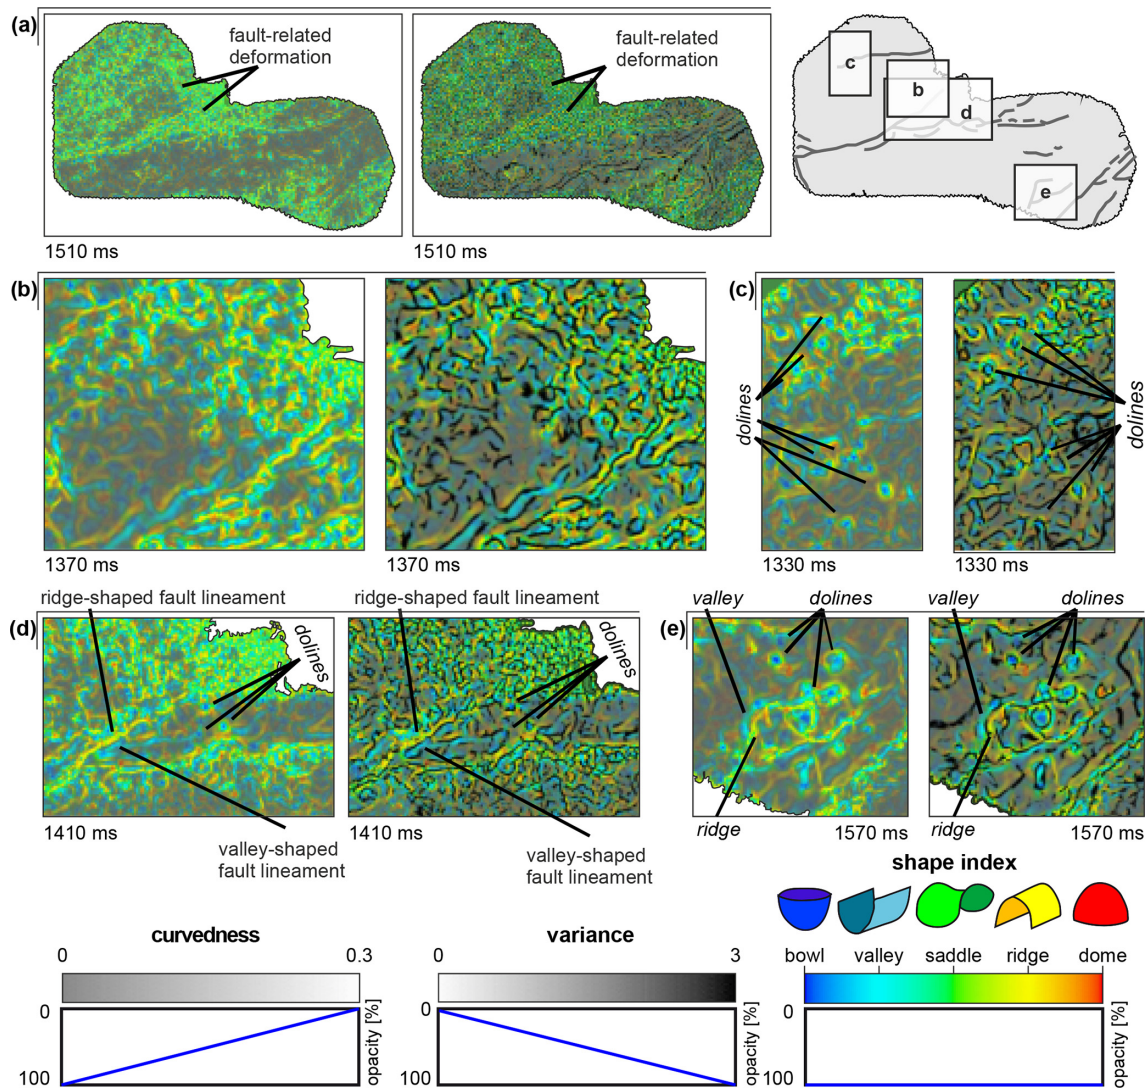 (a)
fault-related
deformation
fault-related
deformation
1510 ms
1510 ms
c
b
d
e
(b)
1370 ms
1370 ms
(c)
dolines
dolines
1330 ms
1330 ms
ridge-shaped fault lineament
ridge-shaped fault lineament
(d)
dolines
dolines
1410 ms
1410 ms
valley-shaped
fault lineament
valley-shaped
fault lineament
valley
dolines
valley
dolines
(e)
ridge
ridge
1570 ms
1570 ms
shape index
bowl valley saddle ridge dome
curvedness
0 0.3
0
100
opacity [%]
variance
0 3
0
100
opacity [%]
0
100
opacity [%]